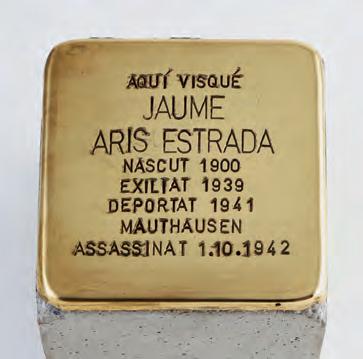 AQUÍ VISQUÉ
JAUME
ARIS ESTRADA
NASCUT 1900
EXILIAT 1939
DEPORTAT 1941
MAUTHAUSEN
ASSASSINAT 1.10.1942